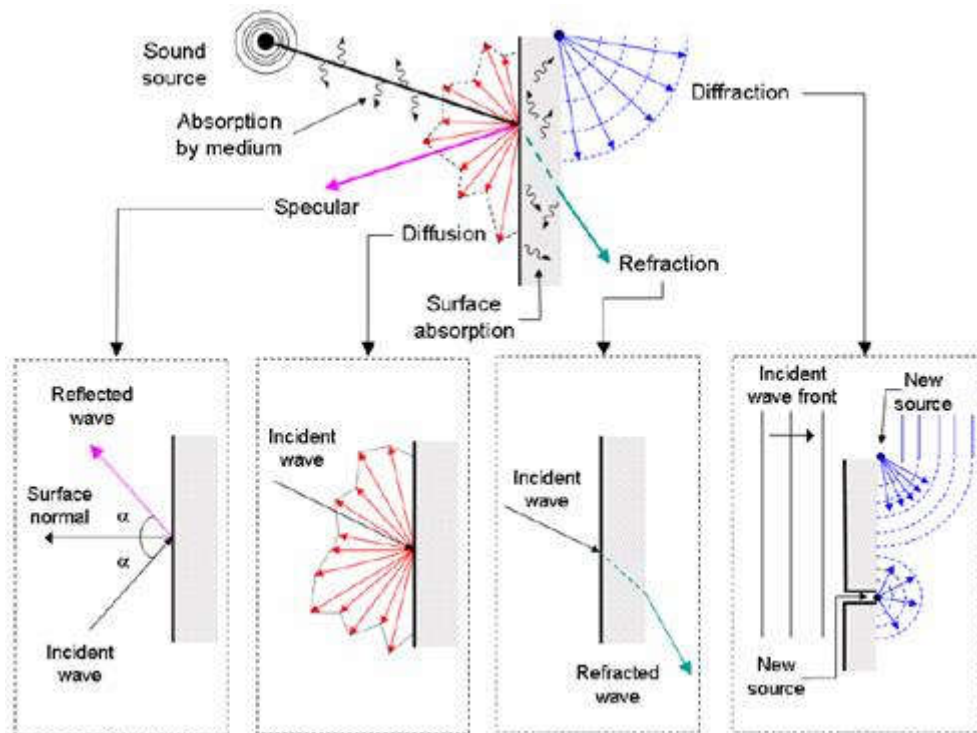 Sound
source
Absorption
by medium
Diffraction
Specular
Diffusion
Refraction
Surface
absorption
Reflected
wave
Surface
normal
α
α
Incident
wave
Incident
wave
Incident
wave
Refracted
wave
Incident
wave front
New
source
New
source